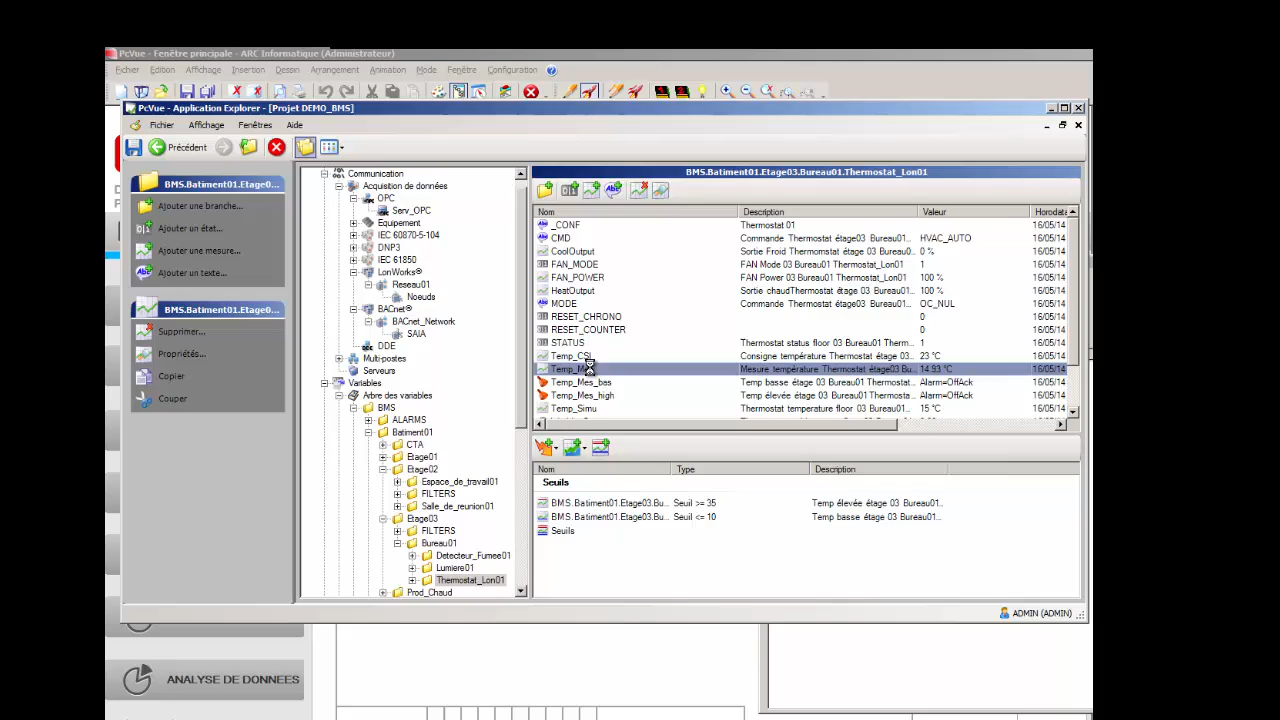 PcVue - Fenêtre principale - ARC Informatique (Administrateur)
Fichier Edition Affichage Insertion Dessin Arrangement Animation Mode Fenêtre Configuration
PcVue - Application Explorer - [Projet DEMO_BMS]
Fichier Affichage Fenêtres Aide
Précédent
BMS.Batiment01.Etage0...
Ajouter une branche...
Ajouter un état...
Ajouter une mesure...
Ajouter un texte...
BMS.Batiment01.Etage0...
Supprimer...
Propriétés...
Copier
Couper
Communication
Acquisition de données
OPC
Serv_OPC
Equipement
IEC 60870-5-104
DNP3
IEC 61850
LonWorks®
Reseau01
Noeuds
BACnet®
BACnet_Network
SAIA
DDE
Multi-postes
Serveurs
Variables
Arbre des variables
BMS
ALARMS
Batiment01
CTA
Etage01
Etage02
Espace_de_travail01
FILTERS
Salle_de_reunion01
Etage03
FILTERS
Bureau01
Detecteur_Fumee01
Lumiere01
Thermostat_Lon01
Prod_Chaud
BMS.Batiment01.Etage03.Bureau01.Thermostat_Lon01
Nom Description Valeur Horodata
_CONF Thermostat 01 16/05/14
CMD Commande Thermostat étage03 Bureau01... HVAC_AUTO 16/05/14
CoolOutput Sortie Froid Thermostat étage 03 Bureau0... 0 % 16/05/14
FAN_MODE FAN Mode 03 Bureau01 Thermostat_Lon01 1 16/05/14
FAN_POWER FAN Power 03 Bureau01 Thermostat_Lon01 100 % 16/05/14
HeatOutput Sortie chaudThermostat étage 03 Bureau0... 100 % 16/05/14
MODE Commande Thermostat étage 03 Bureau01... OC_NUL 16/05/14
RESET_CHRONO 0 16/05/14
RESET_COUNTER 0 16/05/14
STATUS Thermostat status floor 03 Bureau01 Therm... 1 16/05/14
Consigne température Thermostat étage 03... 23 °C 16/05/14
Mesure température Thermostat étage03 Bu... 14.93 °C 16/05/14
Temp_Mes_bas Temp basse étage 03 Bureau01... Alarm=OffAck 16/05/14
Temp_Mes_high Temp élevée étage 03 Bureau01... Alarm=OffAck 16/05/14
Temp_Simu Thermostat temperature floor 03 Bureau01... 15 °C 16/05/14
Nom Type Description
Seuils
BMS.Batiment01.Etage03.Bu... Seuil >= 35 Temp élevée étage 03 Bureau01...
BMS.Batiment01.Etage03.Bu... Seuil <= 10 Temp basse étage 03 Bureau01...
Seuils
ADMIN (ADMIN)
ANALYSE DE DONNEES